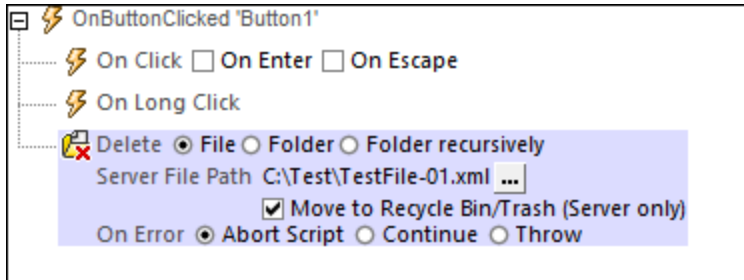 OnButtonClicked 'Button1'
On Click On Enter On Escape
On Long Click
Delete File Folder Folder recursively
Server File Path C:\Test\TestFile-01.xml ...
Move to Recycle Bin/Trash (Server only)
On Error Abort Script Continue Throw